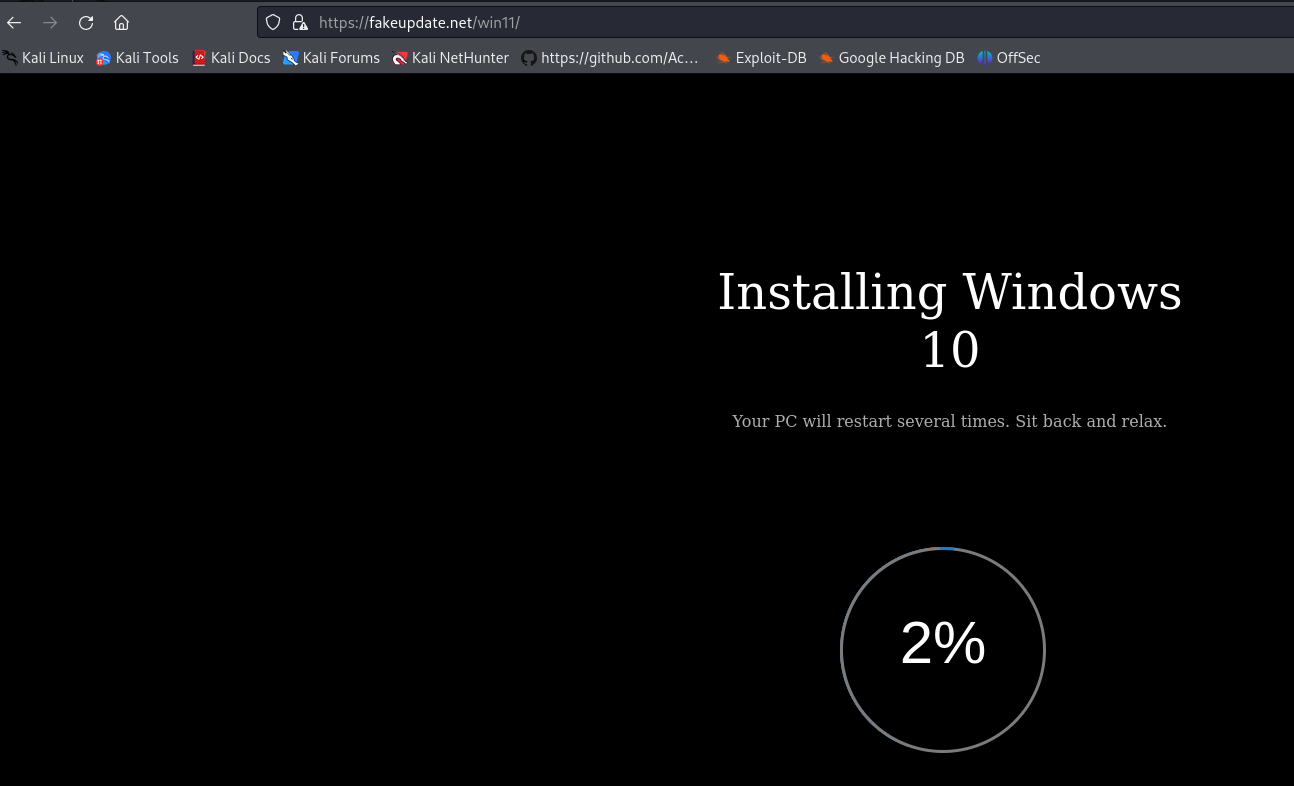 https://fakeupdate.net/win11/
Kali Linux Kali Tools Kali Docs Kali Forums Kali NetHunter https://github.com/Ac... Exploit-DB Google Hacking DB OffSec
Installing Windows
10
Your PC will restart several times. Sit back and relax.
2%